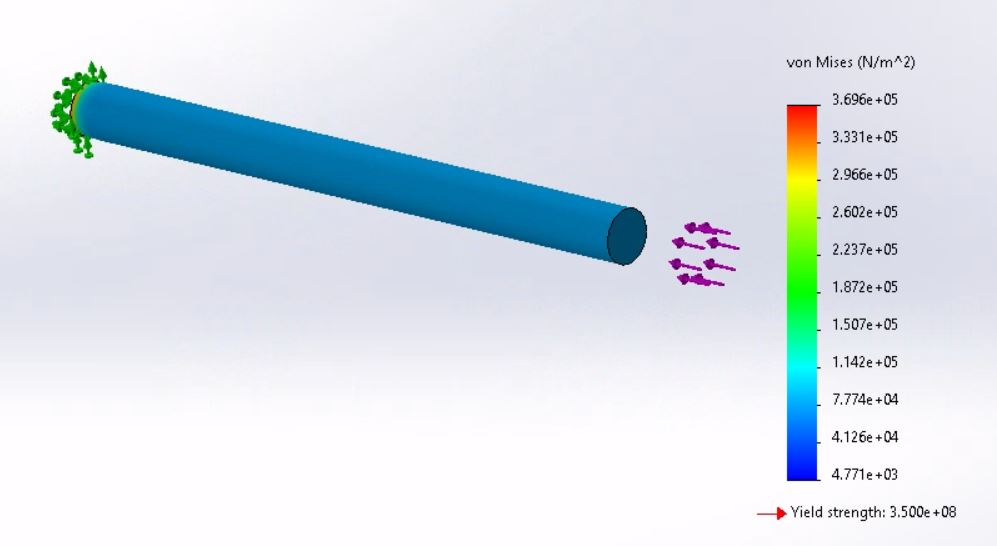 von Mises (N/m^2)
3.696e+05
3.331e+05
2.966e+05
2.602e+05
2.237e+05
1.872e+05
1.507e+05
1.142e+05
7.774e+04
4.126e+04
4.771e+03
Yield strength: 3.500e+08